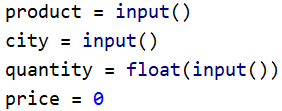 product = input()
city = input()
quantity = float(input())
price = 0